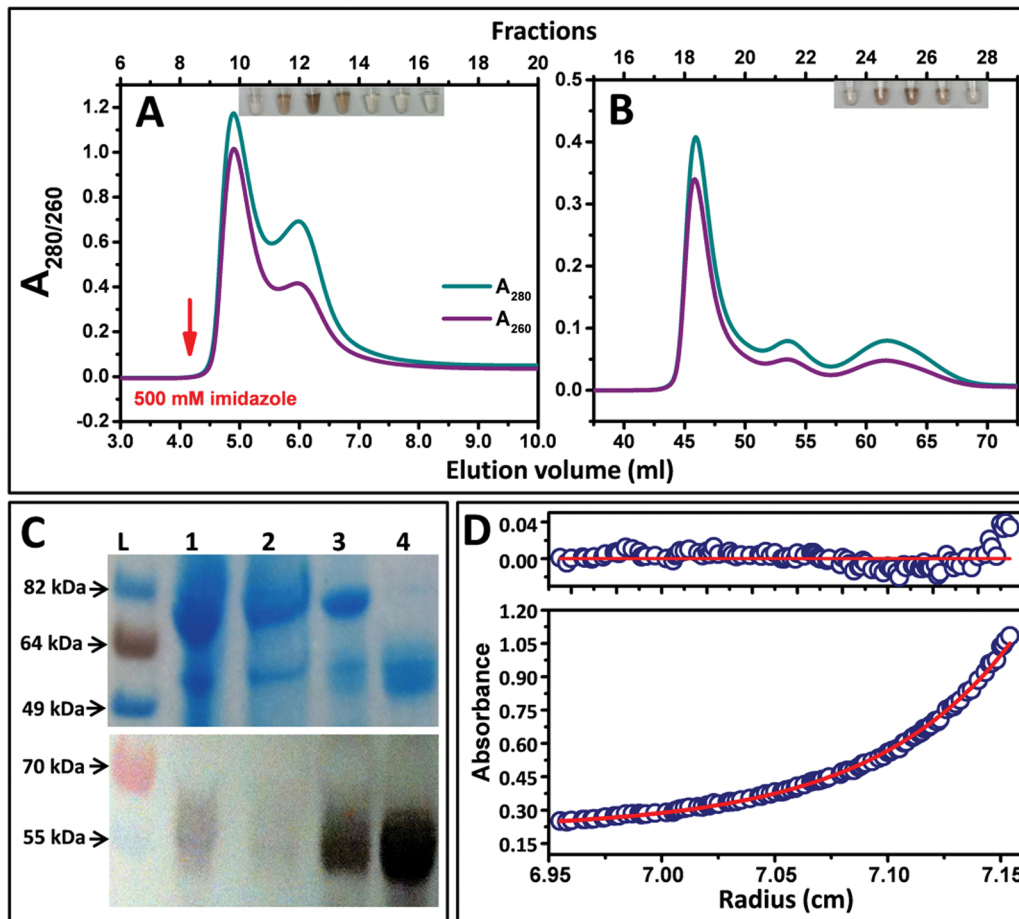 Fractions
6 8 10 12 14 16 18 20
16 18 20 22 24 26 28
A
B
0.5
1.2
1.0
0.8
0.6
0.4
0.2
0.0
-0.2
A280/260
0.4
0.3
0.2
0.1
0.0
A280
A260
500 mM imidazole
3.0 4.0 5.0 6.0 7.0 8.0 9.0 10.0
40 45 50 55 60 65 70
Elution volume (ml)
C
L 1 2 3 4
82 kDa
64 kDa
49 kDa
70 kDa
55 kDa
D
0.04
0.00
1.20
1.05
0.90
0.75
0.60
0.45
0.30
0.15
Absorbance
6.95 7.00 7.05 7.10 7.15
Radius (cm)